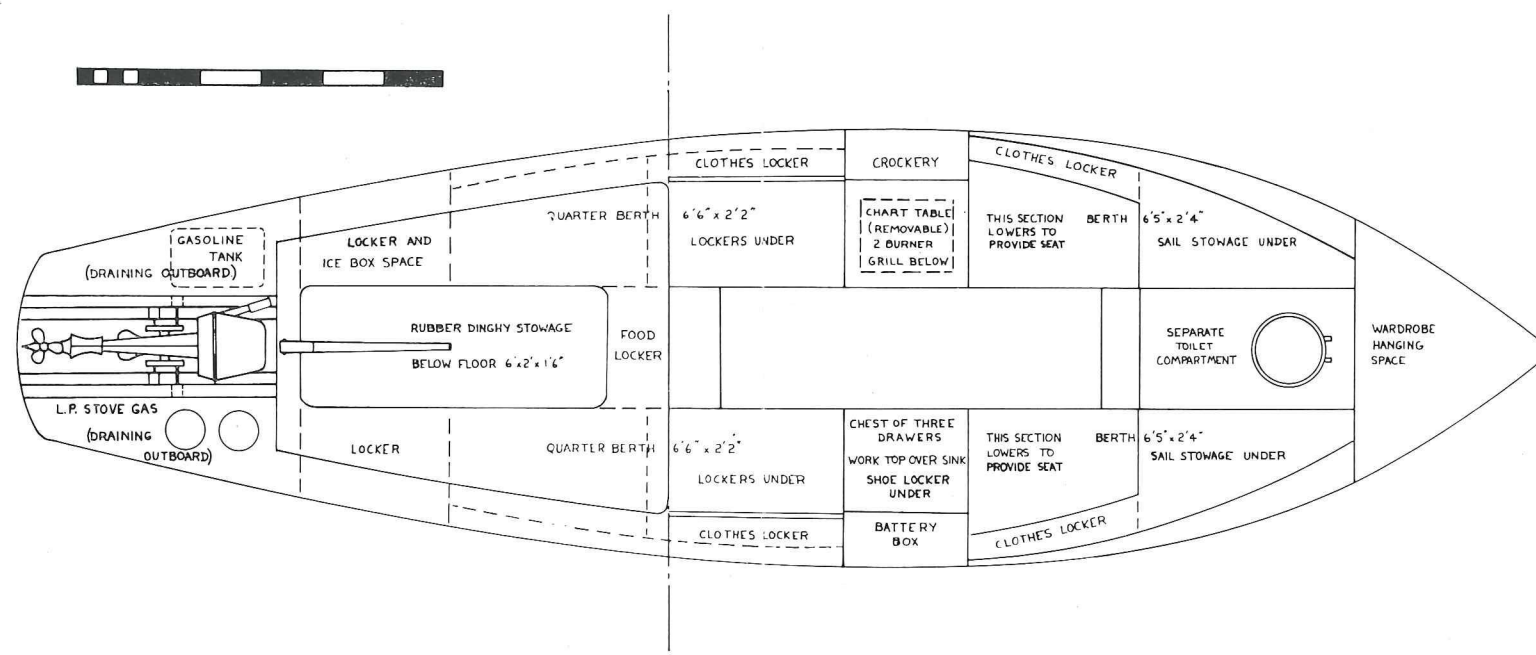 CLOTHES LOCKER
CROCKERY
CLOTHES LOCKER
QUARTER BERTH 6'6" x 2'2"
LOCKERS UNDER
CHART TABLE
(REMOVABLE)
2 BURNER
GRILL BELOW
THIS SECTION
LOWERS TO
PROVIDE SEAT
BERTH 6'5" x 2'4"
SAIL STOWAGE UNDER
GASOLINE
TANK
(DRAINING OUTBOARD)
LOCKER AND
ICE BOX SPACE
RUBBER DINGHY STOWAGE
BELOW FLOOR 6'x2'x1'6"
FOOD
LOCKER
SEPARATE
TOILET
COMPARTMENT
WARDROBE
HANGING
SPACE
L.P. STOVE GAS
(DRAINING
OUTBOARD)
LOCKER
QUARTER BERTH 6'6" x 2'2"
LOCKERS UNDER
CHEST OF THREE
DRAWERS
WORK TOP OVER SINK
SHOE LOCKER
UNDER
THIS SECTION
LOWERS TO
PROVIDE SEAT
BERTH 6'5" x 2'4"
SAIL STOWAGE UNDER
CLOTHES LOCKER
BATTERY
BOX
CLOTHES LOCKER